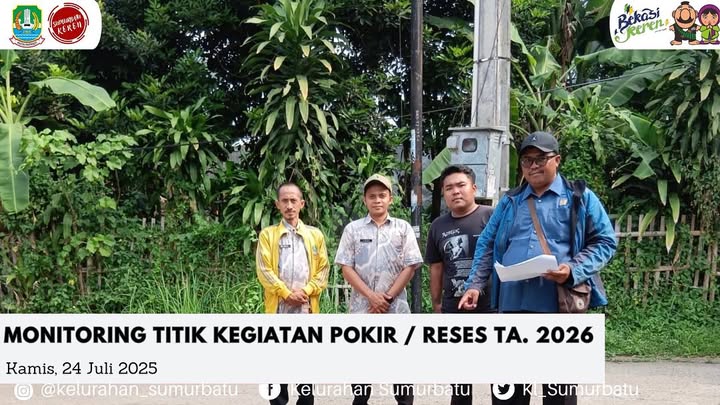 SUMURBATU
KEREN
Bekasi
Keren
MONITORING TITIK KEGIATAN POKIR / RESES TA. 2026
Kamis, 24 Juli 2025
@kelurahan_sumurbatu
Kelurahan Sumurbatu
Kl_Sumurbatu